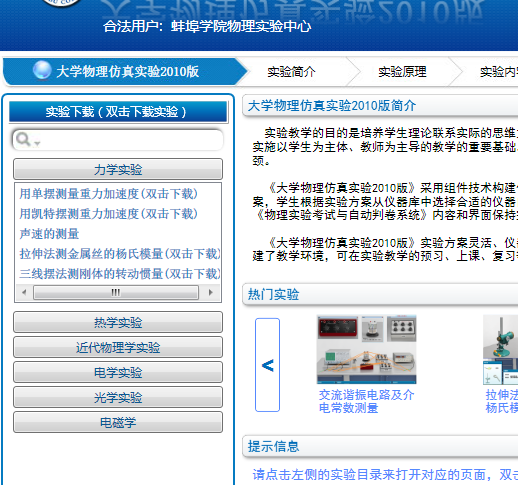 大学物理仿真实验2010版
合法用户: 蚌埠学院物理实验中心
大学物理仿真实验2010版
实验简介
实验原理
实验内
实验下载（双击下载实验）
力学实验
用单摆测量重力加速度(双击下载)
用凯特摆测重力加速度(双击下载)
声速的测量
拉伸法测金属丝的杨氏模量(双击下载)
三线摆法测刚体的转动惯量(双击下载)
热学实验
近代物理学实验
电学实验
光学实验
电磁学
大学物理仿真实验2010版简介
实验教学的目的是培养学生理论联系实际的思维
实施以学生为主体、教师为主导的教学的重要基础
颈。
《大学物理仿真实验2010版》采用组件技术构建
案，学生根据实验方案从仪器库中选择合适的仪器
《物理实验考试与自动判卷系统》内容和界面保持
《大学物理仿真实验2010版》实验方案灵活、仪
建了教学环境，可在实验教学的预习、上课、复习
热门实验
<
交流谐振电路及介
电常数测量
拉伸法
杨氏模
提示信息
请点击左侧的实验目录来打开对应的页面，双